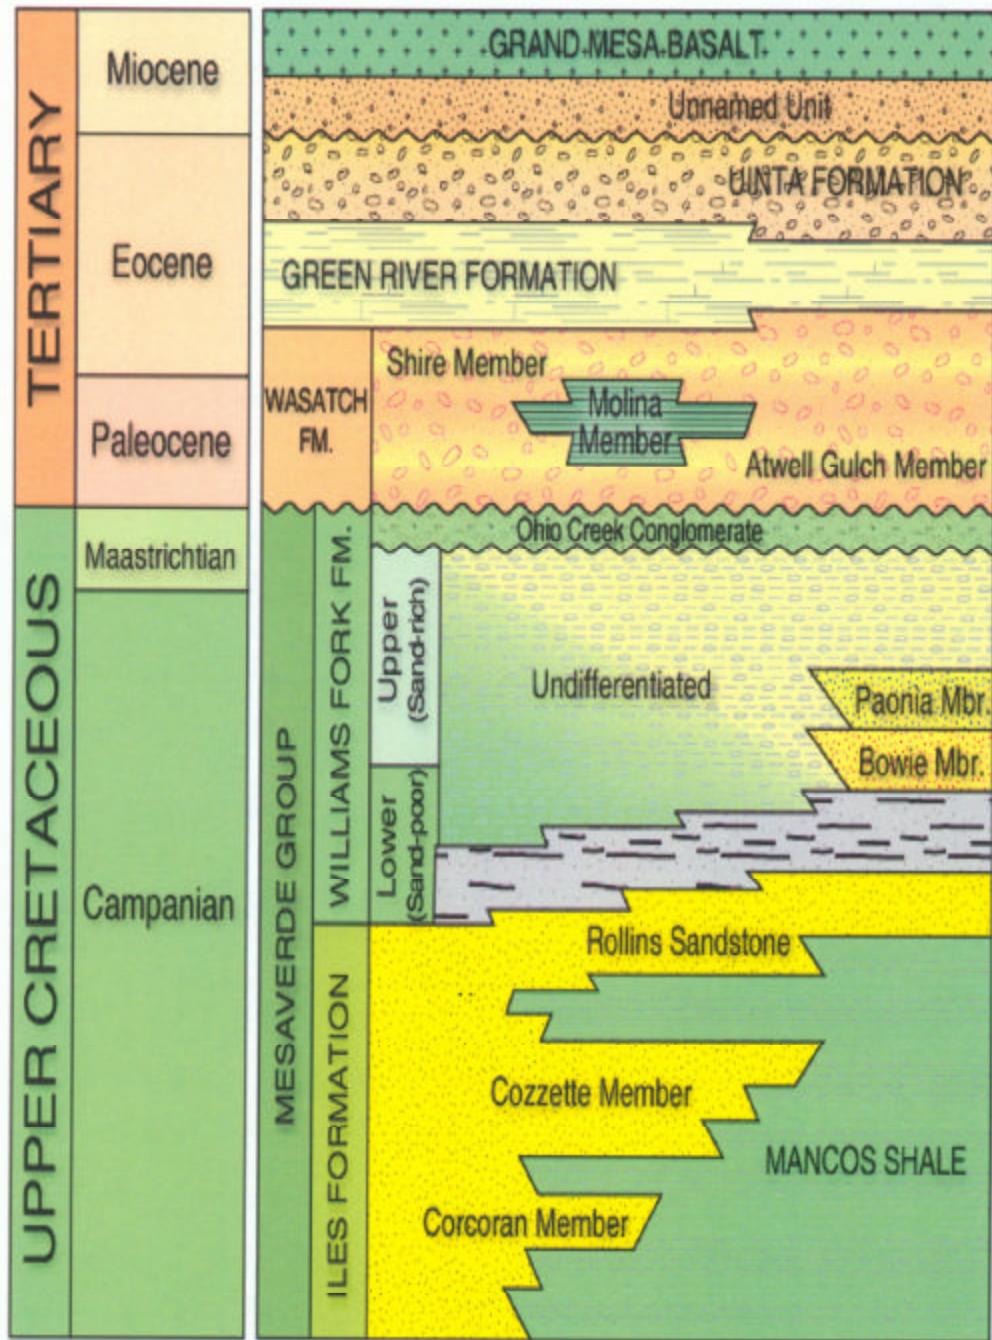 TERTIARY
Miocene
Eocene
Paleocene
UPPER CRETACEOUS
Maastrichtian
Campanian
GRAND MESA BASALT
Unnamed Unit
UINTA FORMATION
GREEN RIVER FORMATION
WASATCH
FM.
Shire Member
Molina
Member
Atwell Gulch Member
MESAVERDE GROUP
WILLIAMS FORK FM.
Ohio Creek Conglomerate
Upper
(Sand-rich)
Undifferentiated
Paonia Mbr.
Bowie Mbr.
Lower
(Sand-poor)
ILES FORMATION
Rollins Sandstone
Cozzette Member
MANCOS SHALE
Corcoran Member